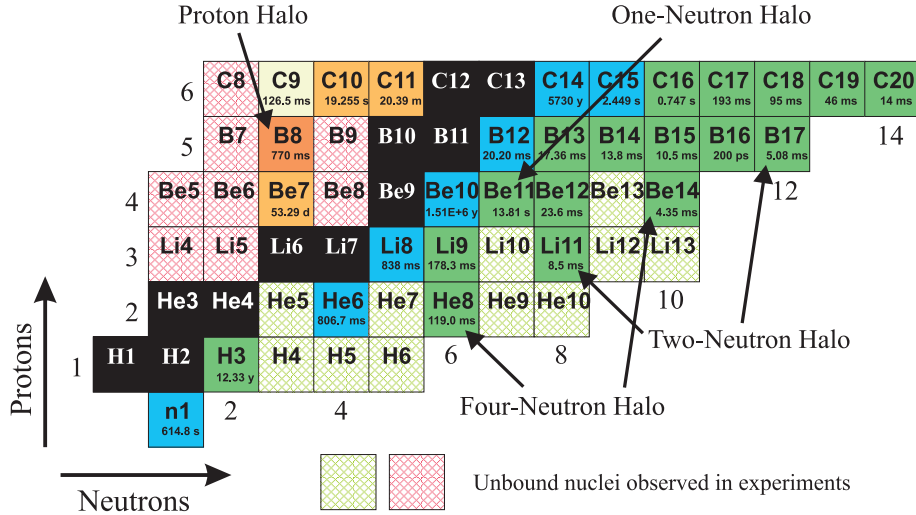 Proton Halo
One-Neutron Halo
6
C8
C9
126.5 ms
C10
19.255 s
C11
20.39 m
C12
C13
C14
5730 y
C15
2.449 s
C16
0.747 s
C17
193 ms
C18
95 ms
C19
46 ms
C20
14 ms
14
5
B7
B8
770 ms
B9
B10
B11
B12
20.20 ms
B13
17.36 ms
B14
13.8 ms
B15
10.5 ms
B16
200 ps
B17
5.08 ms
12
4
Be5
Be6
Be7
53.29 d
Be8
Be9
Be10
1.51E+6 y
Be11
13.81 s
Be12
23.6 ms
Be13
Be14
4.35 ms
3
Li4
Li5
Li6
Li7
Li8
838 ms
Li9
178.3 ms
Li10
Li11
8.5 ms
Li12
Li13
10
2
He3
He4
He5
He6
806.7 ms
He7
He8
119.0 ms
He9
He10
6
8
Two-Neutron Halo
1
H1
H2
H3
12.33 y
H4
H5
H6
2
4
Four-Neutron Halo
n1
614.8 s
Protons
Neutrons
Unbound nuclei observed in experiments